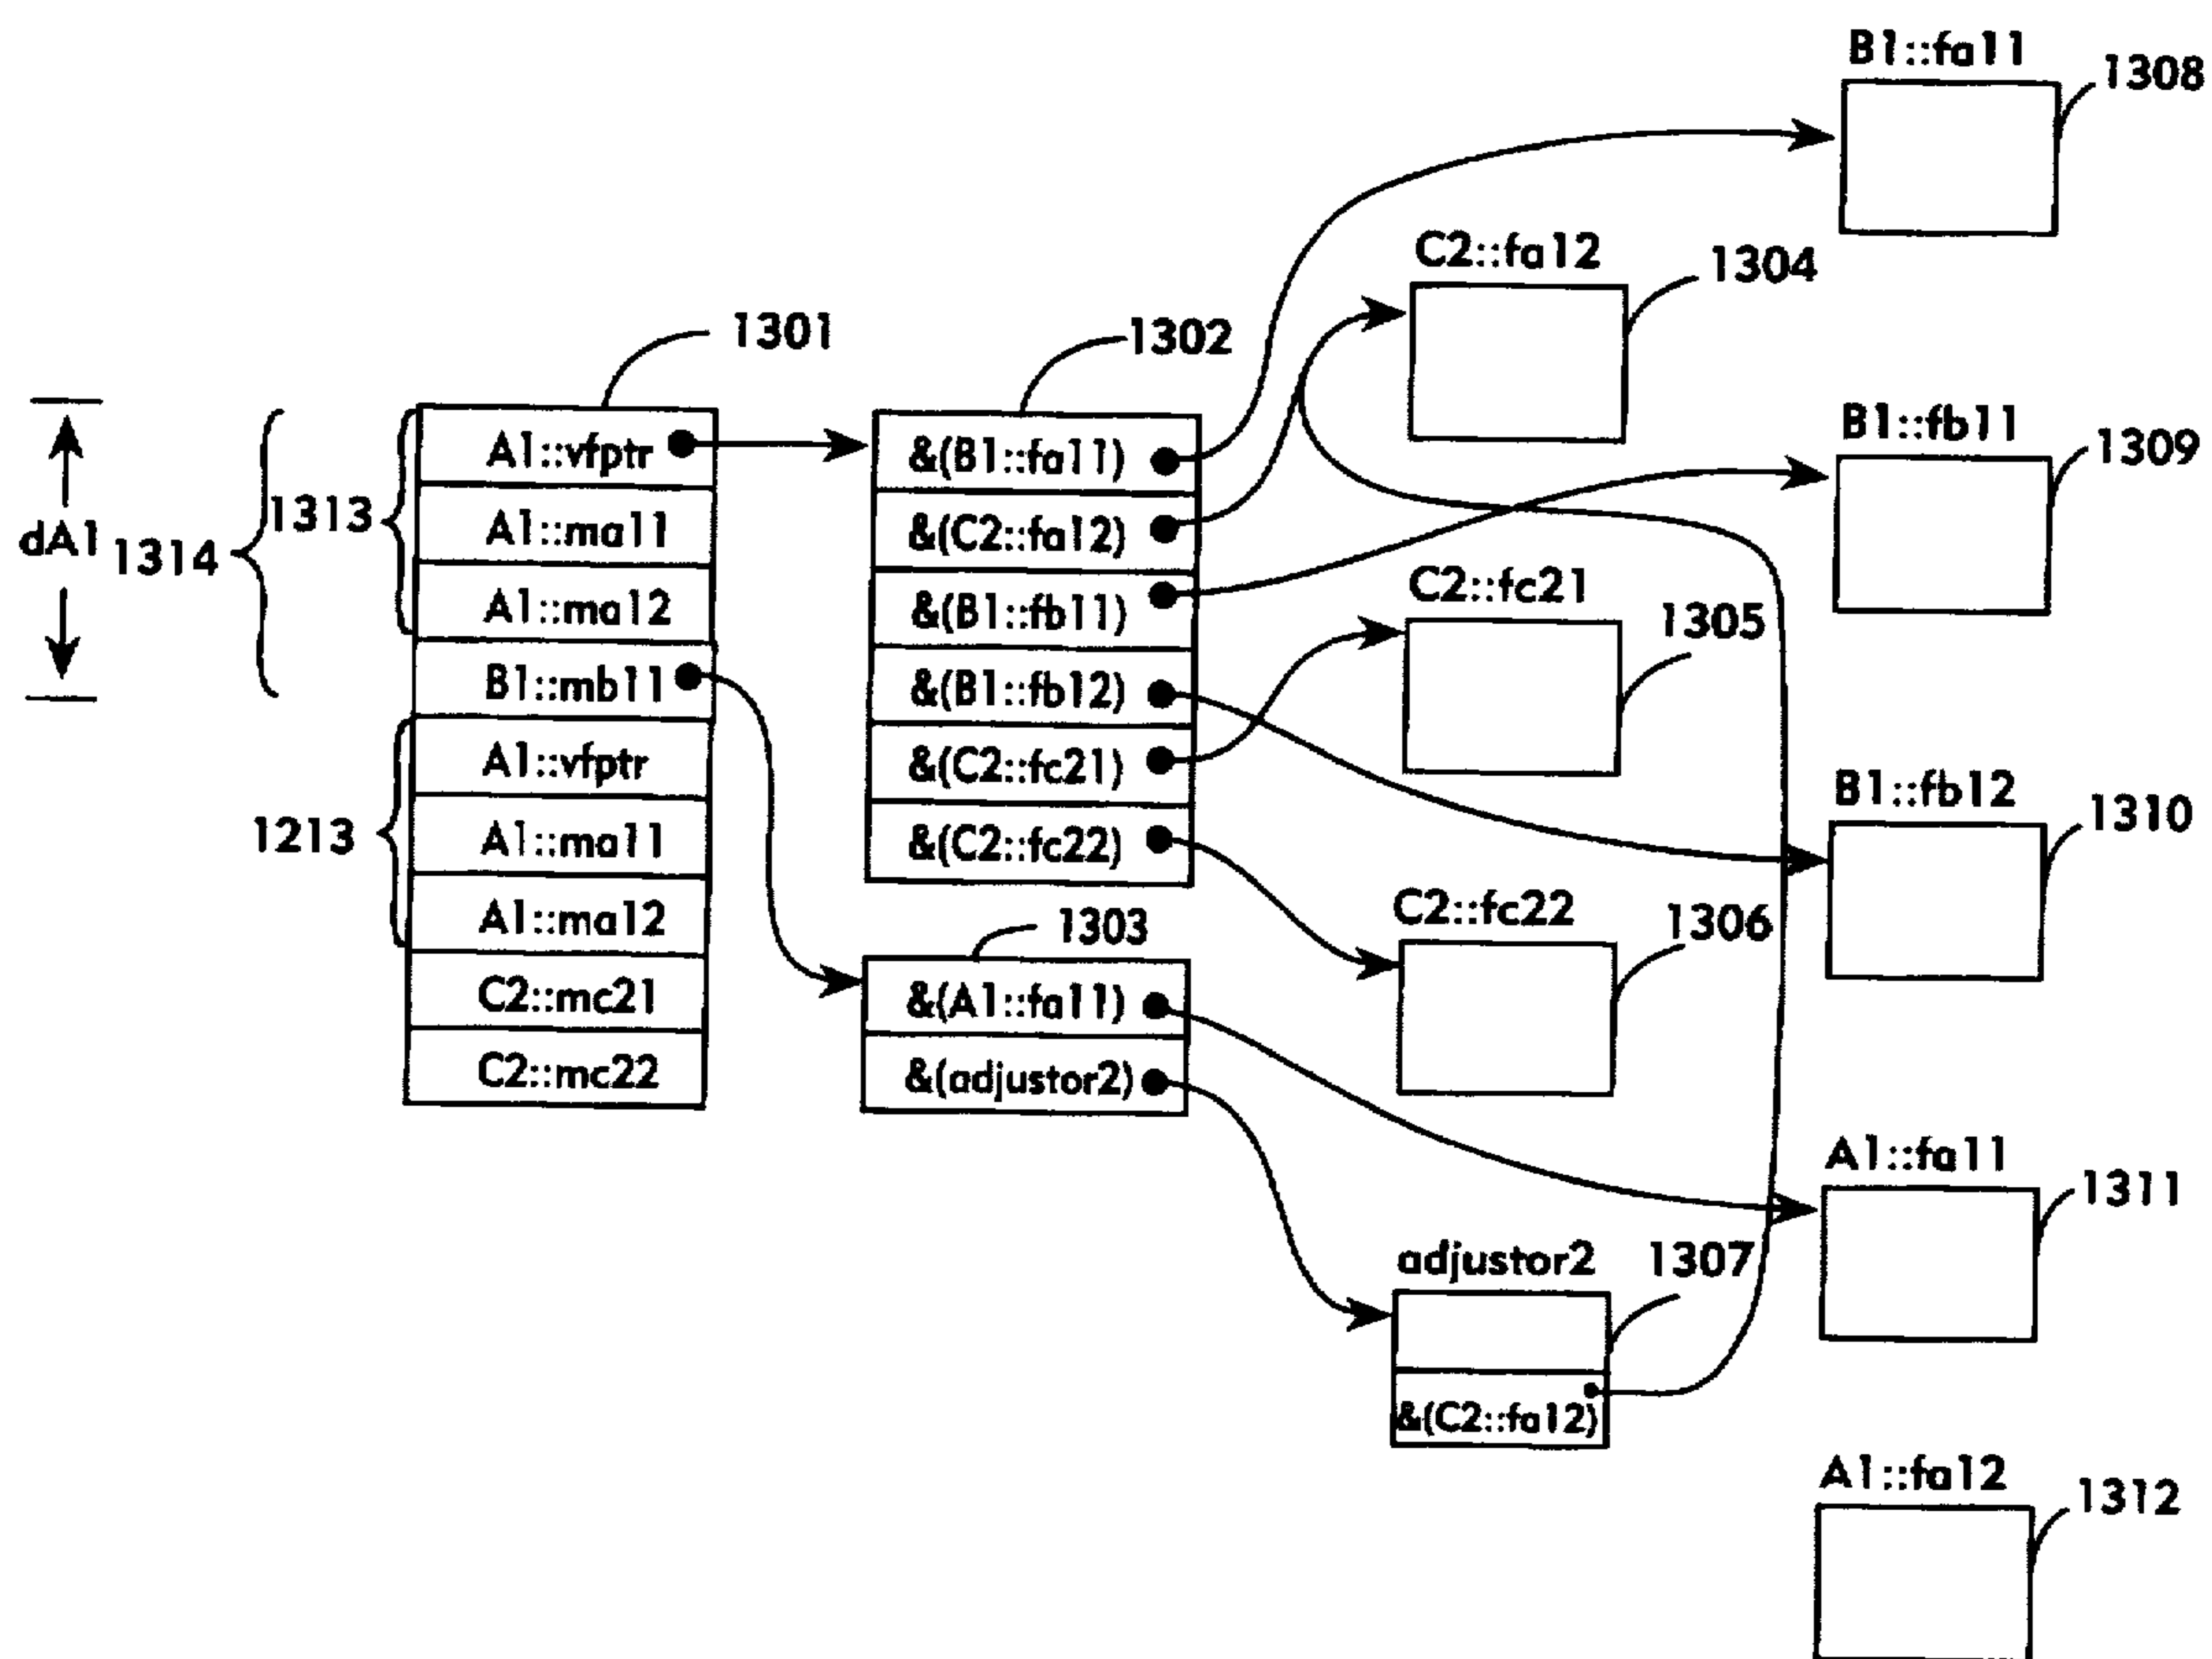 B1::fa11
1308
C2::fa12
1304
1301
1302
dA1
1314
1313
A1::vfptr
A1::ma11
A1::ma12
B1::mb11
1213
A1::vfptr
A1::ma11
A1::ma12
C2::mc21
C2::mc22
&(B1::fa11)
&(C2::fa12)
&(B1::fb11)
&(B1::fb12)
&(C2::fc21)
&(C2::fc22)
1303
&(A1::fa11)
&(adjustor2)
B1::fb11
1309
C2::fc21
1305
B1::fb12
1310
C2::fc22
1306
A1::fa11
1311
adjustor2
1307
&(C2::fa12)
A1::fa12
1312